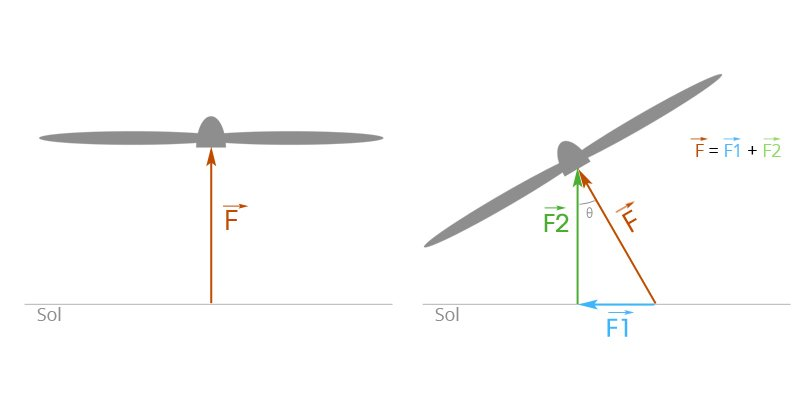 F
Sol
F = F1 + F2
F2
θ
F
Sol
F1